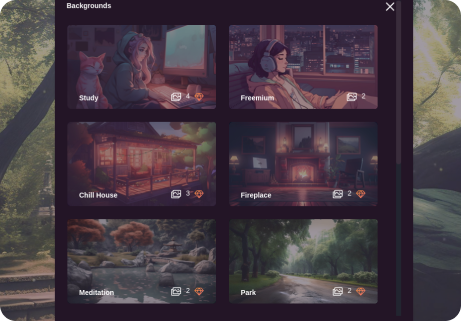 Backgrounds
Study 4
Freemium 2
Chill House 3
Fireplace 2
Meditation 2
Park 2